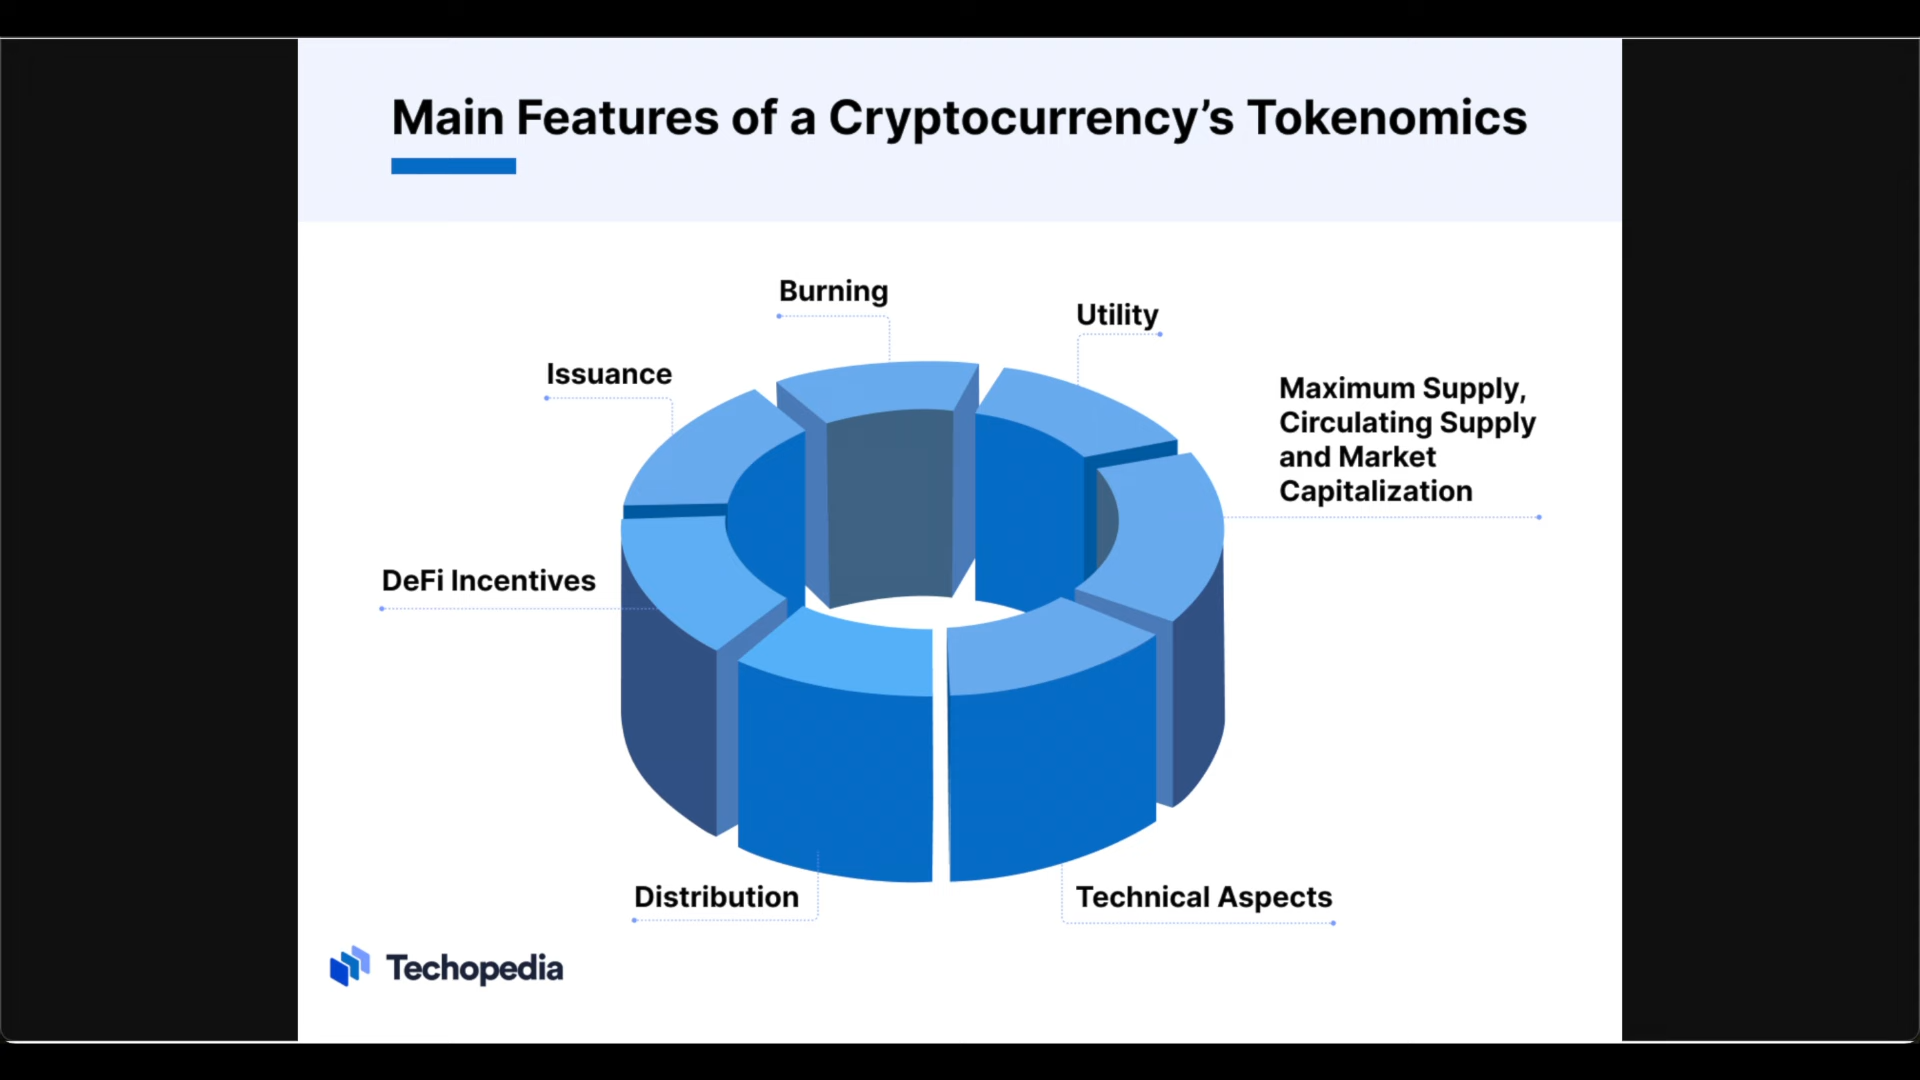 Main Features of a Cryptocurrency’s Tokenomics
Burning
Utility
Issuance
Maximum Supply,
Circulating Supply
and Market
Capitalization
DeFi Incentives
Distribution
Technical Aspects
Techopedia